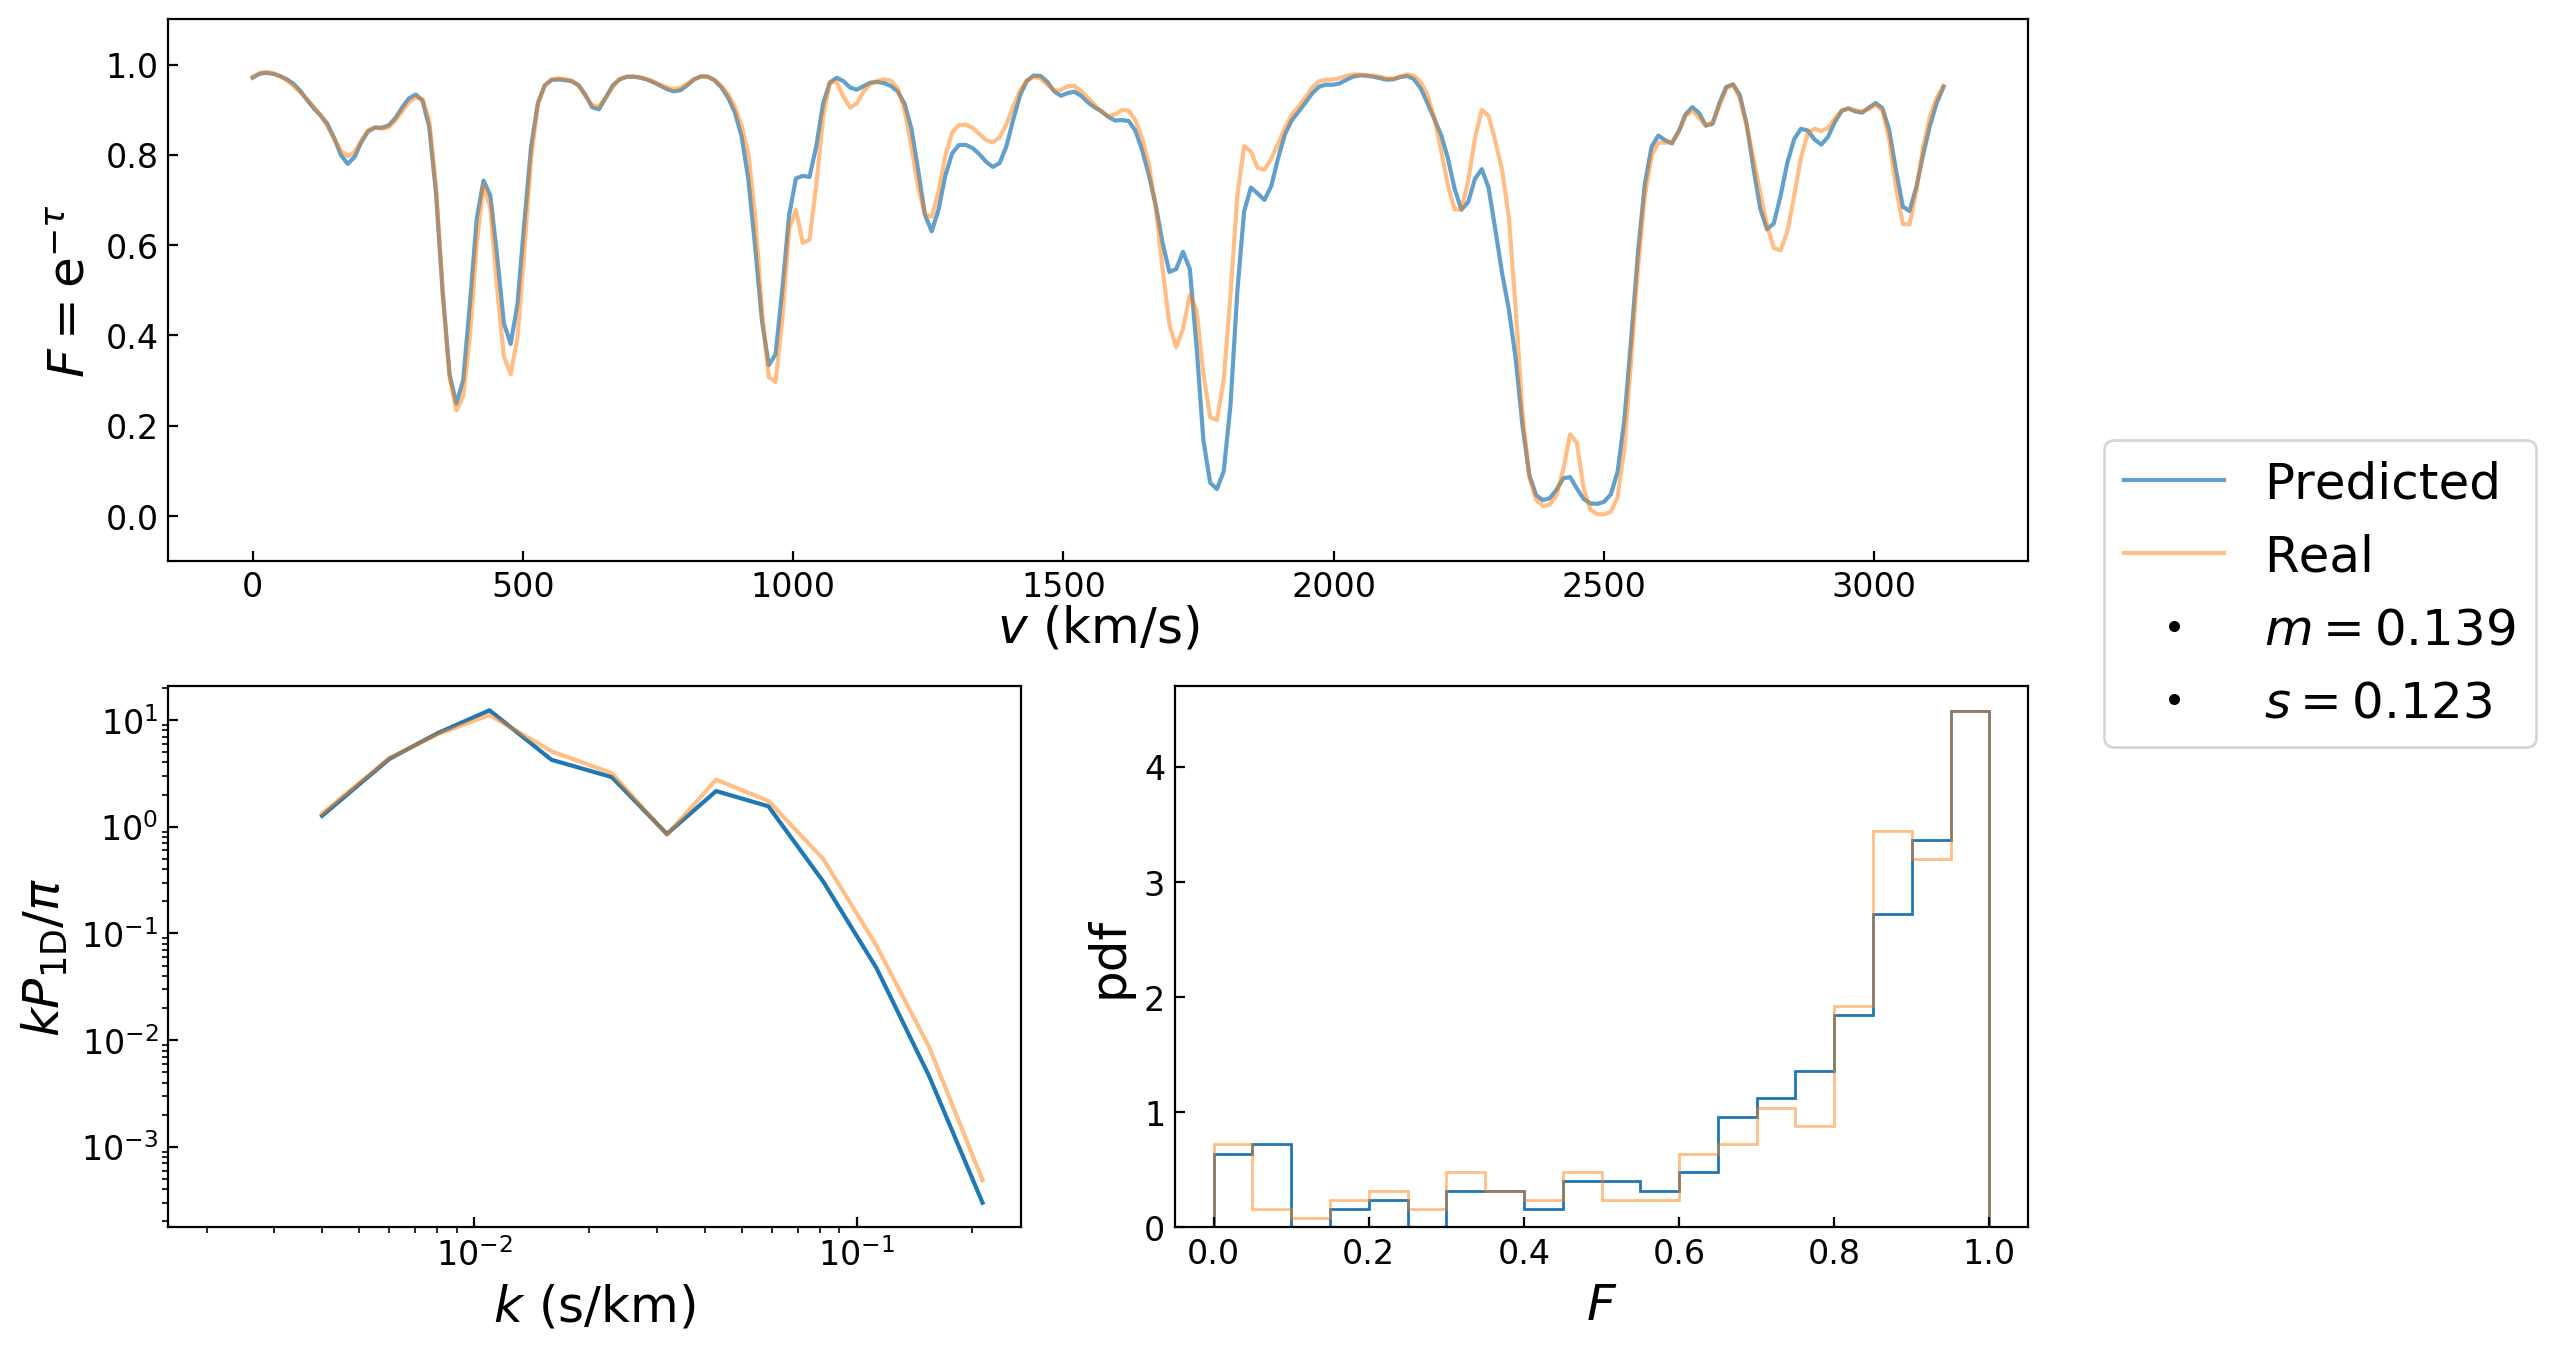 F = e^{−τ}
1.0
0.8
0.6
0.4
0.2
0.0
0 500 1000 1500 2000 2500 3000
v (km/s)
Predicted
Real
m = 0.139
s = 0.123
kP_{1D}/π
10^{1}
10^{0}
10^{−1}
10^{−2}
10^{−3}
10^{−2} 10^{−1}
k (s/km)
pdf
4
3
2
1
0
0.0 0.2 0.4 0.6 0.8 1.0
F